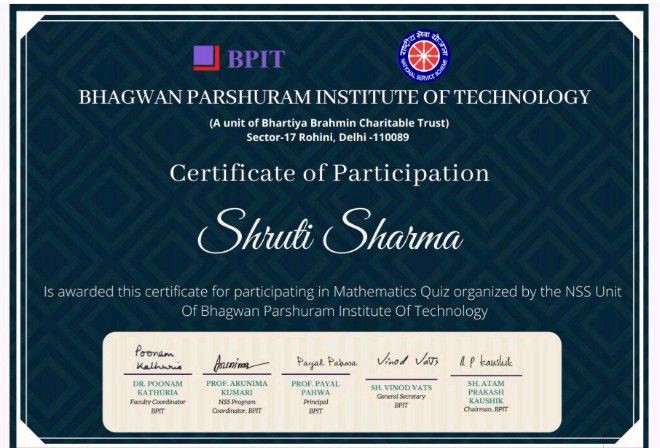 BPIT
राष्ट्रीय सेवा योजना
NATIONAL SERVICE SCHEME
BHAGWAN PARSHURAM INSTITUTE OF TECHNOLOGY
(A unit of Bhartiya Brahmin Charitable Trust)
Sector-17 Rohini, Delhi -110089
Certificate of Participation
Shruti Sharma
Is awarded this certificate for participating in Mathematics Quiz organized by the NSS Unit
Of Bhagwan Parshuram Institute Of Technology
Poonam
Kathuria
DR. POONAM
KATHURIA
Faculty Coordinator
BPIT
Arunima
PROF. ARUNIMA
KUMARI
NSS Program
Coordinator, BPIT
Payal Pahwa
PROF. PAYAL
PAHWA
Principal
BPIT
Vinod Vats
SH. VINOD VATS
General Secretary
BPIT
A P Kaushik
SH. ATAM
PRAKASH
KAUSHIK
Chairman, BPIT